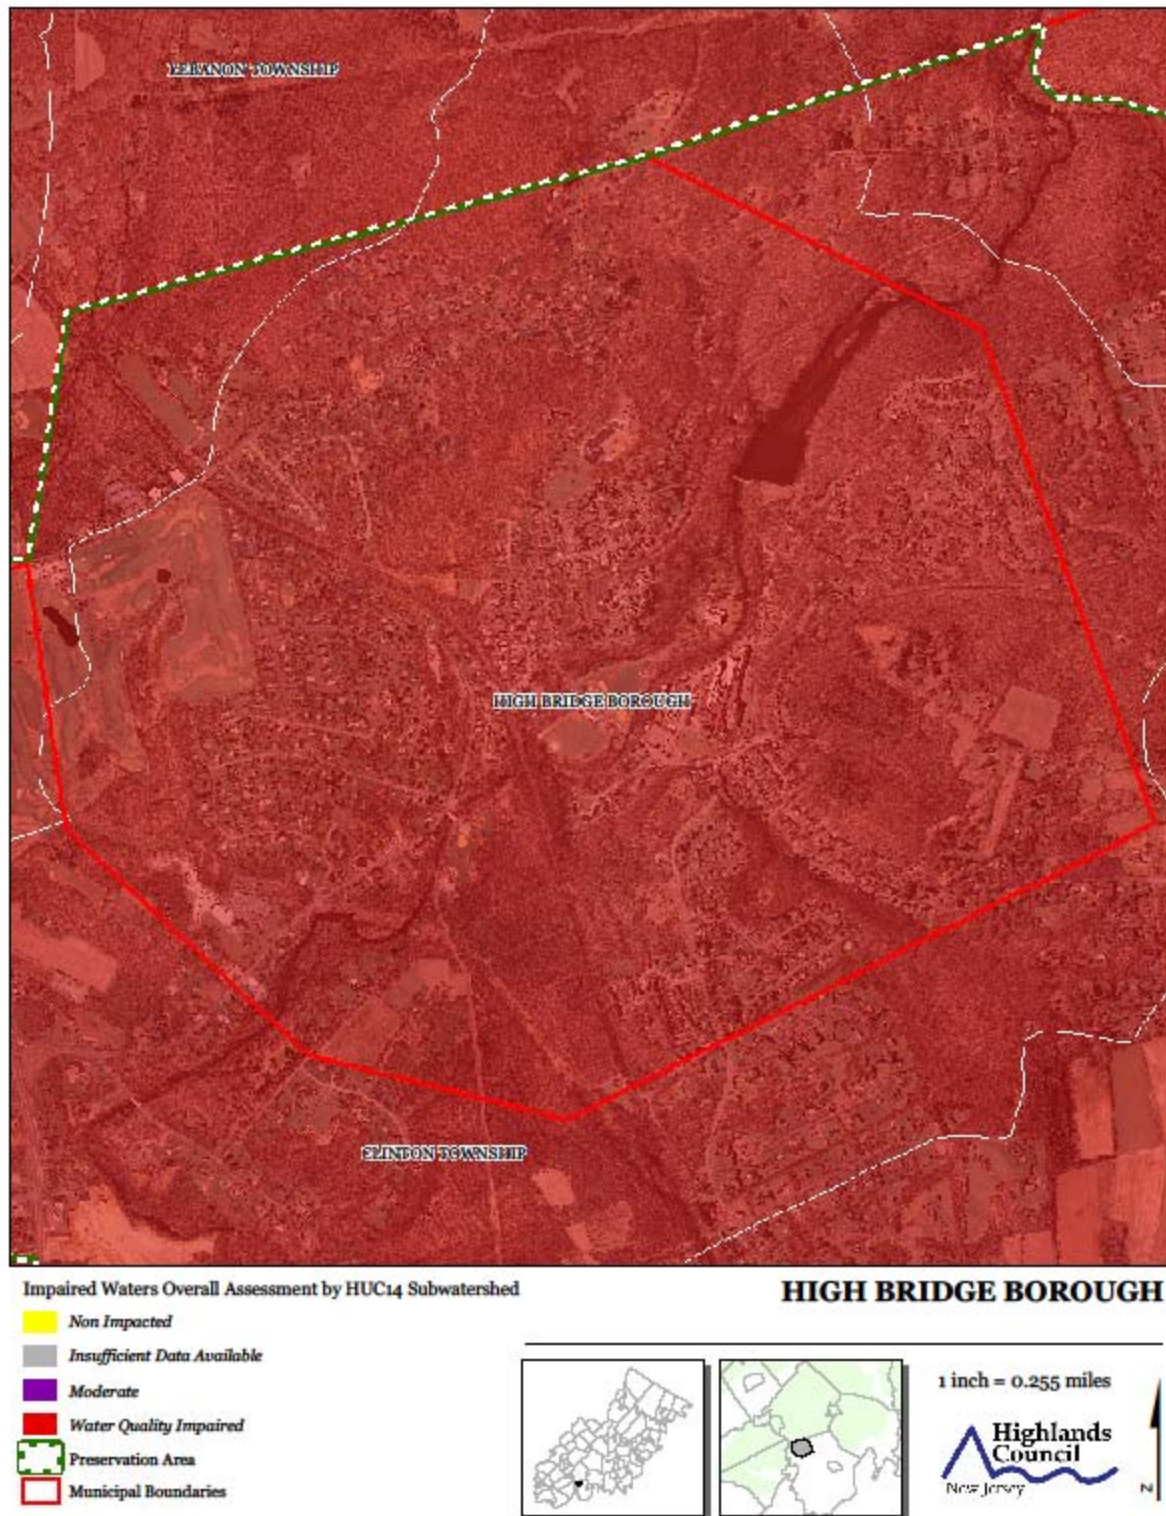 LEBANON TOWNSHIP
HIGH BRIDGE BOROUGH
CLINTON TOWNSHIP
Impaired Waters Overall Assessment by HUC14 Subwatershed
Non Impacted
Insufficient Data Available
Moderate
Water Quality Impaired
Preservation Area
Municipal Boundaries
HIGH BRIDGE BOROUGH
1 inch = 0.255 miles
Highlands
Council
New Jersey
N